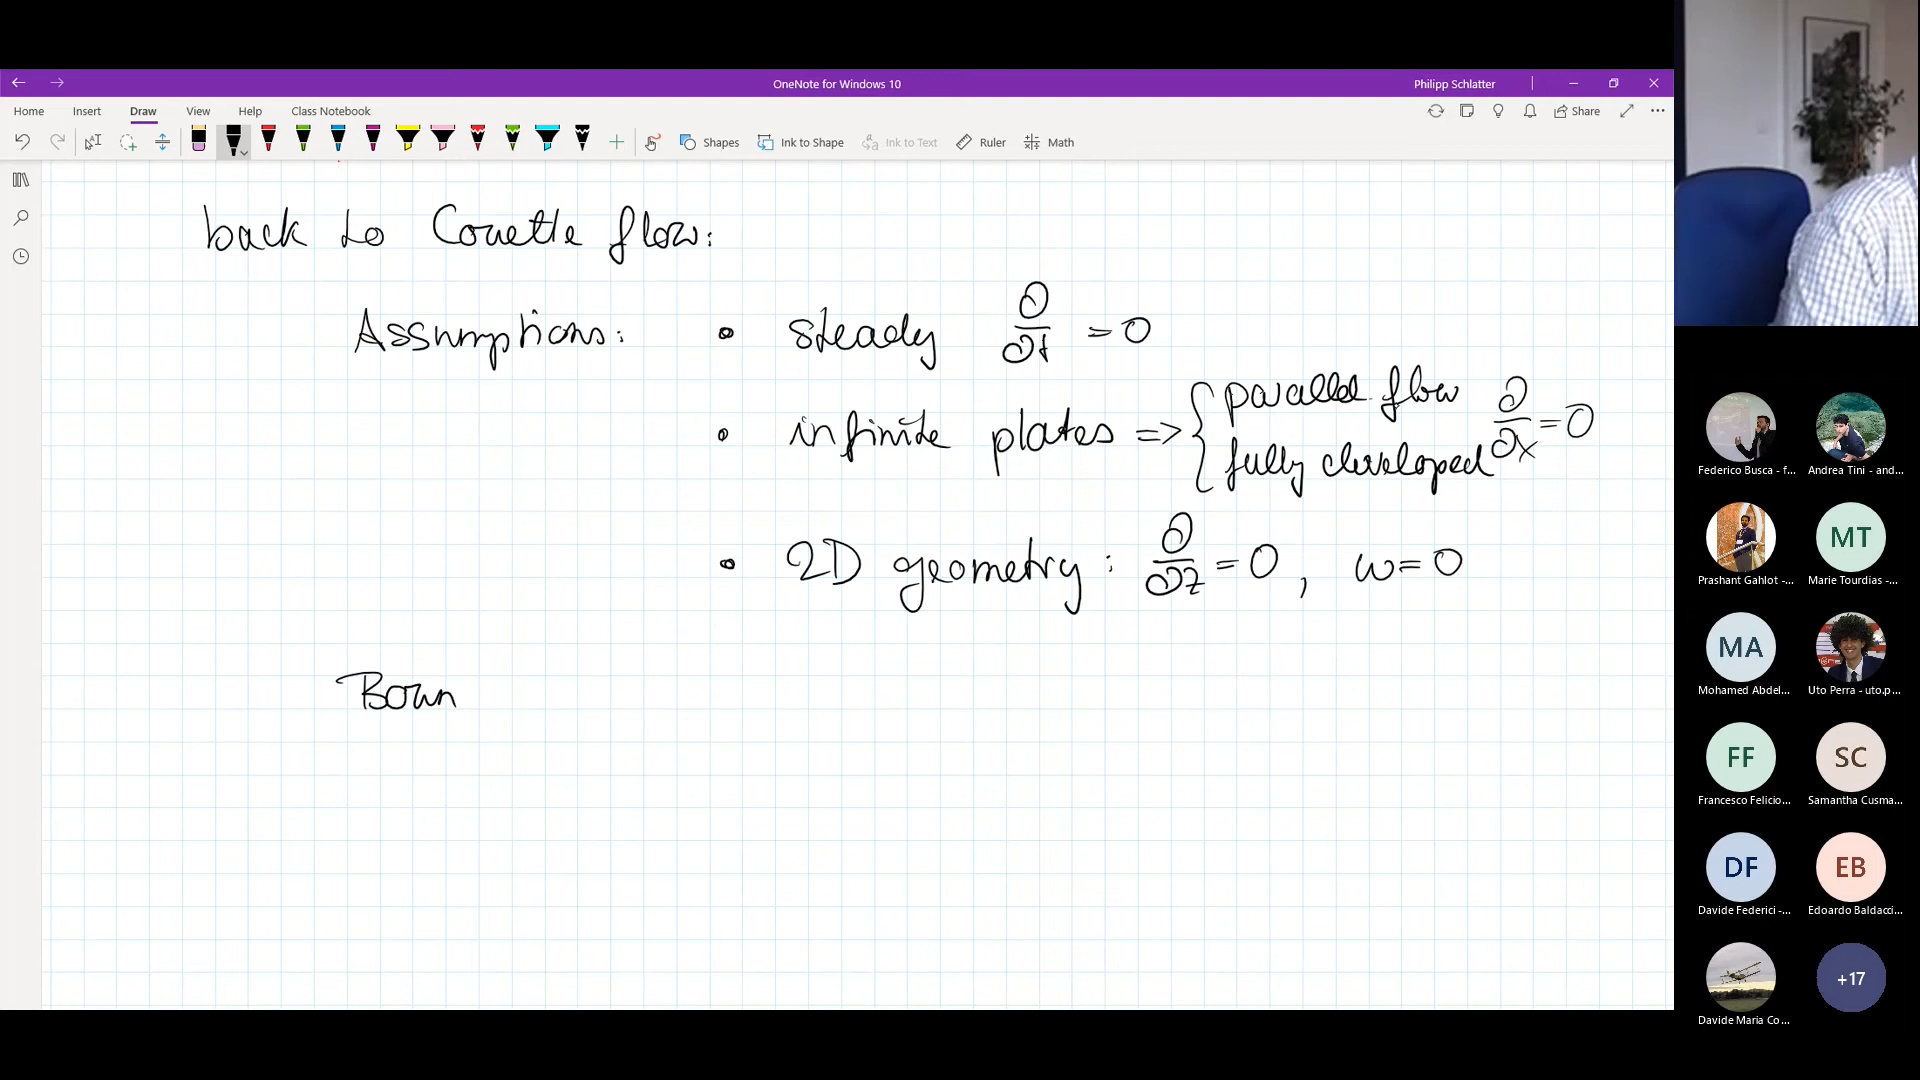 OneNote for Windows 10
Philipp Schlatter
Home Insert Draw View Help Class Notebook
Share
Shapes Ink to Shape Ink to Text Ruler Math
back to Couette flow:
Assumptions: • steady ∂/∂t = 0
• infinite plates => { parallel flow
fully developed ∂/∂x = 0
• 2D geometry: ∂/∂z = 0, w = 0
Boun
Federico Busca - f... Andrea Tini - and...
MT
Prashant Gahlot -... Marie Tourdias -...
MA
Mohamed Abdel... Uto Perra - uto.p...
FF SC
Francesco Felicio... Samantha Cusma...
DF EB
Davide Federici -... Edoardo Baldacci...
+17
Davide Maria Co...